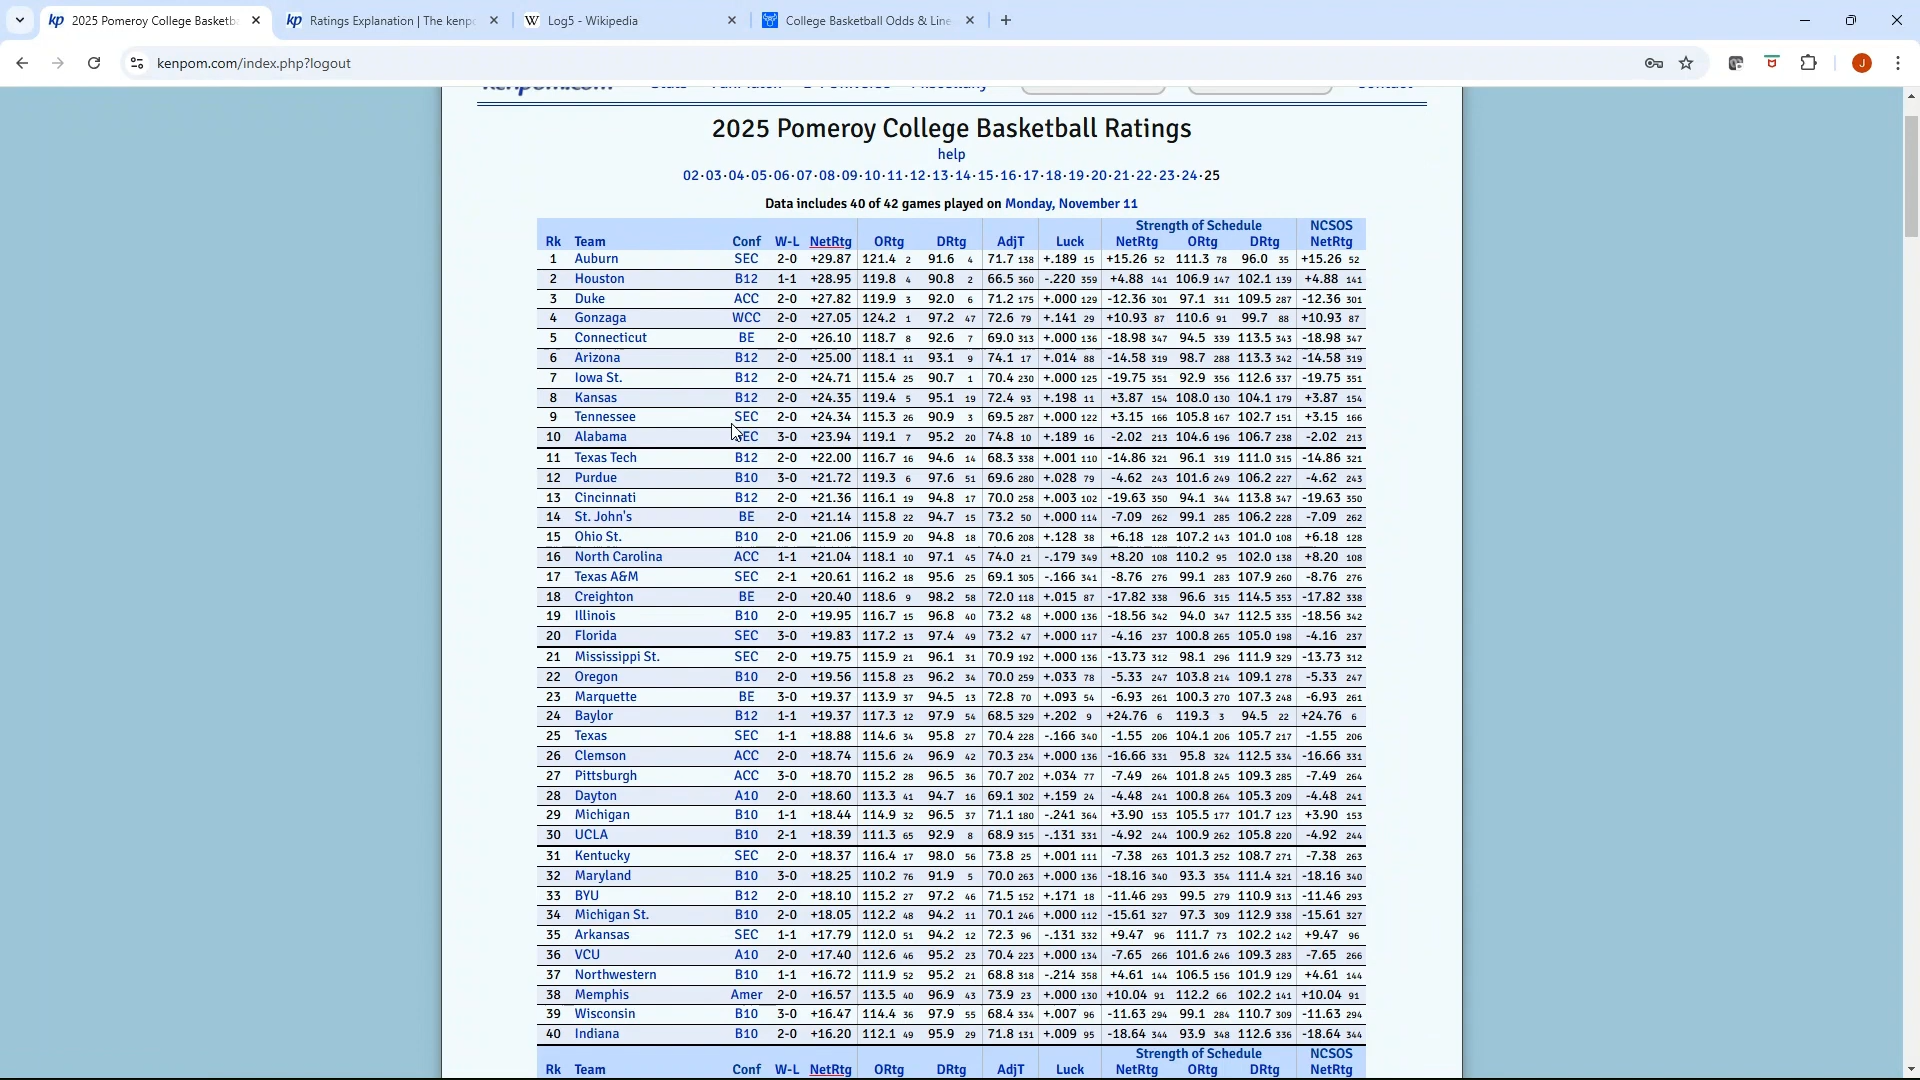 2025 Pomeroy College Basketba
Ratings Explanation | The kenpo
Log5 - Wikipedia
College Basketball Odds & Line
kenpom.com/index.php?logout
J
2025 Pomeroy College Basketball Ratings
help
02·03·04·05·06·07·08·09·10·11·12·13·14·15·16·17·18·19·20·21·22·23·24·25
Data includes 40 of 42 games played on Monday, November 11
Strength of Schedule NCSOS
Rk Team Conf W-L NetRtg ORtg DRtg AdjT Luck NetRtg ORtg DRtg NetRtg
1 Auburn SEC 2-0 +29.87 121.4 2 91.6 4 71.7 138 +.189 15 +15.26 52 111.3 78 96.0 35 +15.26 52
2 Houston B12 1-1 +28.95 119.8 4 90.8 2 66.5 360 -.220 359 +4.88 141 106.9 147 102.1 139 +4.88 141
3 Duke ACC 2-0 +27.82 119.9 3 92.0 6 71.2 175 +.000 129 -12.36 301 97.1 311 109.5 287 -12.36 301
4 Gonzaga WCC 2-0 +27.05 124.2 1 97.2 47 72.6 79 +.141 29 +10.93 87 110.6 91 99.7 88 +10.93 87
5 Connecticut BE 2-0 +26.10 118.7 8 92.6 7 69.0 313 +.000 136 -18.98 347 94.5 339 113.5 343 -18.98 347
6 Arizona B12 2-0 +25.00 118.1 11 93.1 9 74.1 17 +.014 88 -14.58 319 98.7 288 113.3 342 -14.58 319
7 Iowa St. B12 2-0 +24.71 115.4 25 90.7 1 70.4 230 +.000 125 -19.75 351 92.9 356 112.6 337 -19.75 351
8 Kansas B12 2-0 +24.35 119.4 5 95.1 19 72.4 93 +.198 11 +3.87 154 108.0 130 104.1 179 +3.87 154
9 Tennessee SEC 2-0 +24.34 115.3 26 90.9 3 69.5 287 +.000 122 +3.15 166 105.8 167 102.7 151 +3.15 166
10 Alabama EC 3-0 +23.94 119.1 7 95.2 20 74.8 10 +.189 16 -2.02 213 104.6 196 106.7 238 -2.02 213
11 Texas Tech B12 2-0 +22.00 116.7 16 94.6 14 68.3 338 +.001 110 -14.86 321 96.1 319 111.0 315 -14.86 321
12 Purdue B10 3-0 +21.72 119.3 6 97.6 51 69.6 280 +.028 79 -4.62 243 101.6 249 106.2 227 -4.62 243
13 Cincinnati B12 2-0 +21.36 116.1 19 94.8 17 70.0 258 +.003 102 -19.63 350 94.1 344 113.8 347 -19.63 350
14 St. John's BE 2-0 +21.14 115.8 22 94.7 15 73.2 50 +.000 114 -7.09 262 99.1 285 106.2 228 -7.09 262
15 Ohio St. B10 2-0 +21.06 115.9 20 94.8 18 70.6 208 +.128 38 +6.18 128 107.2 143 101.0 108 +6.18 128
16 North Carolina ACC 1-1 +21.04 118.1 10 97.1 45 74.0 21 -.179 349 +8.20 108 110.2 95 102.0 138 +8.20 108
17 Texas A&M SEC 2-1 +20.61 116.2 18 95.6 25 69.1 305 -.166 341 -8.76 276 99.1 283 107.9 260 -8.76 276
18 Creighton BE 2-0 +20.40 118.6 9 98.2 58 72.0 118 +.015 87 -17.82 338 96.6 315 114.5 353 -17.82 338
19 Illinois B10 2-0 +19.95 116.7 15 96.8 40 73.2 48 +.000 136 -18.56 342 94.0 347 112.5 335 -18.56 342
20 Florida SEC 3-0 +19.83 117.2 13 97.4 49 73.2 47 +.000 117 -4.16 237 100.8 265 105.0 198 -4.16 237
21 Mississippi St. SEC 2-0 +19.75 115.9 21 96.1 31 70.9 192 +.000 136 -13.73 312 98.1 296 111.9 329 -13.73 312
22 Oregon B10 2-0 +19.56 115.8 23 96.2 34 70.0 259 +.033 78 -5.33 247 103.8 214 109.1 278 -5.33 247
23 Marquette BE 3-0 +19.37 113.9 37 94.5 13 72.8 70 +.093 54 -6.93 261 100.3 270 107.3 248 -6.93 261
24 Baylor B12 1-1 +19.37 117.3 12 97.9 54 68.5 329 +.202 9 +24.76 6 119.3 3 94.5 22 +24.76 6
25 Texas SEC 1-1 +18.88 114.6 34 95.8 27 70.4 228 -.166 340 -1.55 206 104.1 206 105.7 217 -1.55 206
26 Clemson ACC 2-0 +18.74 115.6 24 96.9 42 70.3 234 +.000 136 -16.66 331 95.8 324 112.5 334 -16.66 331
27 Pittsburgh ACC 3-0 +18.70 115.2 28 96.5 36 70.7 202 +.034 77 -7.49 264 101.8 245 109.3 285 -7.49 264
28 Dayton A10 2-0 +18.60 113.3 41 94.7 16 69.1 302 +.159 24 -4.48 241 100.8 264 105.3 209 -4.48 241
29 Michigan B10 1-1 +18.44 114.9 32 96.5 37 71.1 180 -.241 364 +3.90 153 105.5 177 101.7 123 +3.90 153
30 UCLA B10 2-1 +18.39 111.3 65 92.9 8 68.9 315 -.131 331 -4.92 244 100.9 262 105.8 220 -4.92 244
31 Kentucky SEC 2-0 +18.37 116.4 17 98.0 56 73.8 25 +.001 111 -7.38 263 101.3 252 108.7 271 -7.38 263
32 Maryland B10 3-0 +18.25 110.2 76 91.9 5 70.0 263 +.000 136 -18.16 340 93.3 354 111.4 321 -18.16 340
33 BYU B12 2-0 +18.10 115.2 27 97.2 46 71.5 152 +.171 18 -11.46 293 99.5 279 110.9 313 -11.46 293
34 Michigan St. B10 2-0 +18.05 112.2 48 94.2 11 70.1 246 +.000 112 -15.61 327 97.3 309 112.9 338 -15.61 327
35 Arkansas SEC 1-1 +17.79 112.0 51 94.2 12 72.3 96 -.131 332 +9.47 96 111.7 73 102.2 142 +9.47 96
36 VCU A10 2-0 +17.40 112.6 46 95.2 23 70.4 223 +.000 134 -7.65 266 101.6 246 109.3 283 -7.65 266
37 Northwestern B10 1-1 +16.72 111.9 52 95.2 21 68.8 318 -.214 358 +4.61 144 106.5 156 101.9 129 +4.61 144
38 Memphis Amer 2-0 +16.57 113.5 40 96.9 43 73.9 23 +.000 130 +10.04 91 112.2 66 102.2 141 +10.04 91
39 Wisconsin B10 3-0 +16.47 114.4 36 97.9 55 68.4 334 +.007 96 -11.63 294 99.1 284 110.7 309 -11.63 294
40 Indiana B10 2-0 +16.20 112.1 49 95.9 29 71.8 131 +.009 95 -18.64 344 93.9 348 112.6 336 -18.64 344
Strength of Schedule NCSOS
Rk Team Conf W-L NetRtg ORtg DRtg AdjT Luck NetRtg ORtg DRtg NetRtg